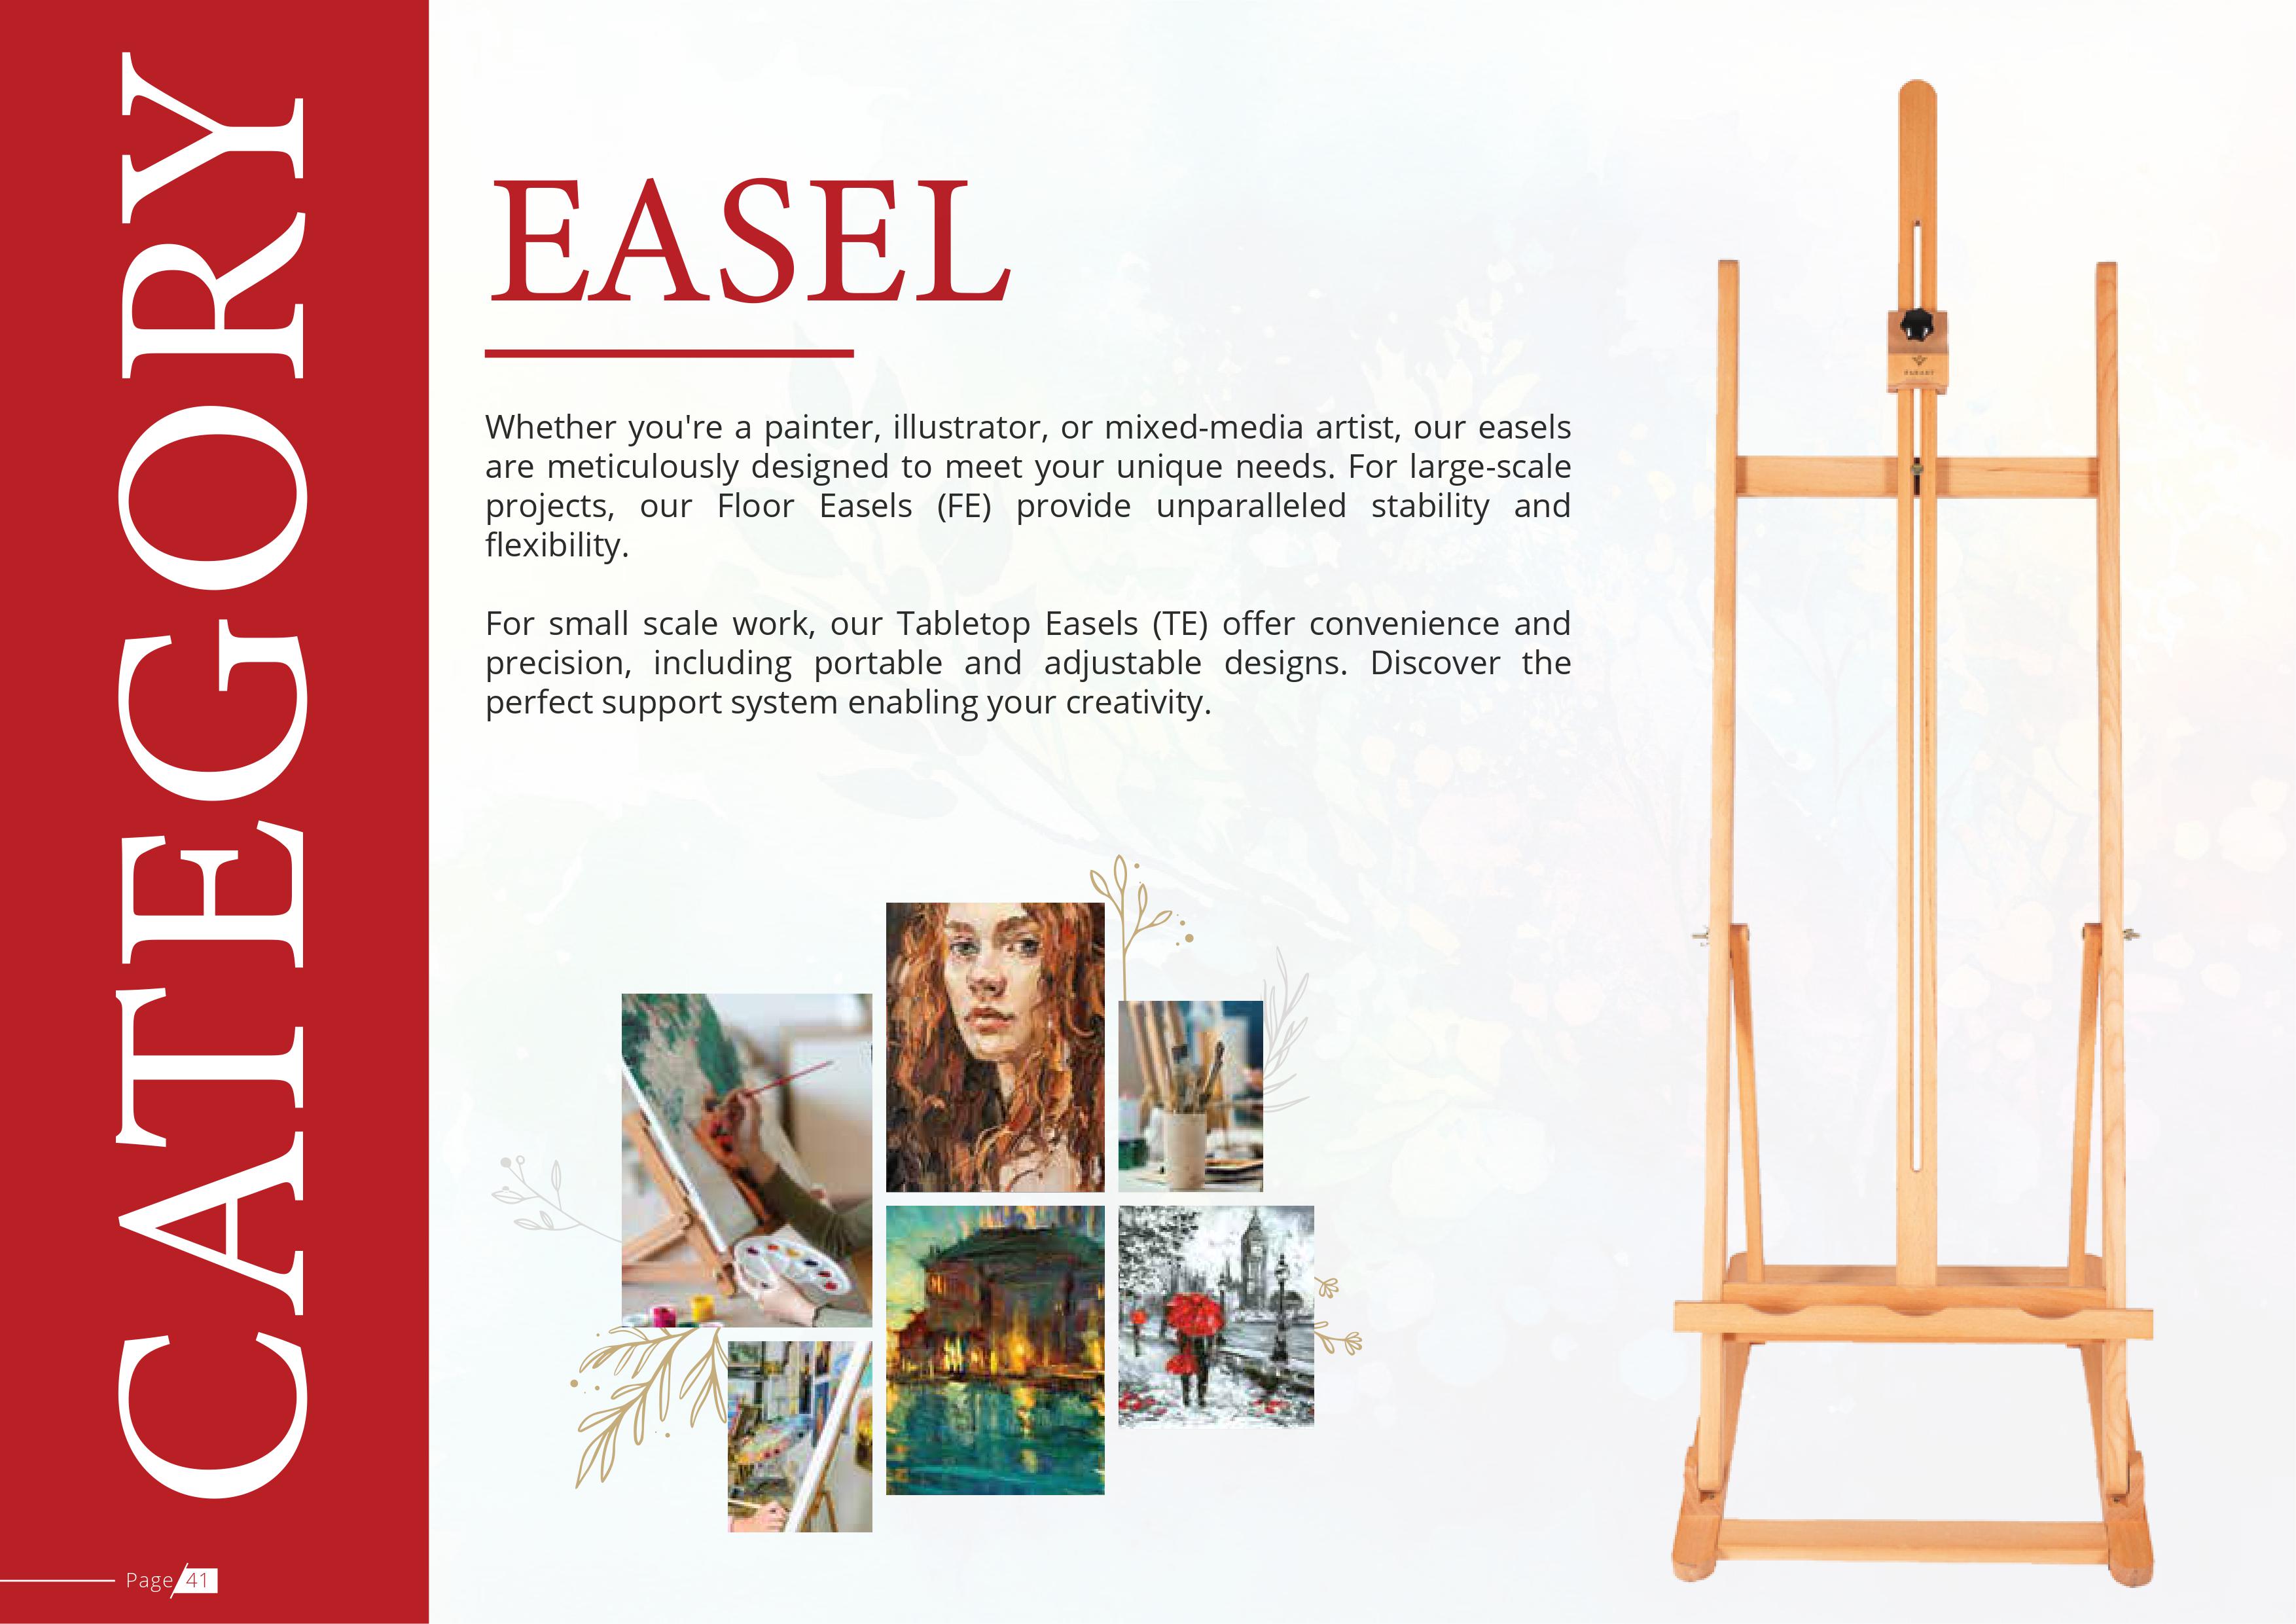 CATEGORY
EASEL
Whether you're a painter, illustrator, or mixed-media artist, our easels
are meticulously designed to meet your unique needs. For large-scale
projects, our Floor Easels (FE) provide unparalleled stability and
flexibility.
For small scale work, our Tabletop Easels (TE) offer convenience and
precision, including portable and adjustable designs. Discover the
perfect support system enabling your creativity.
Page 41